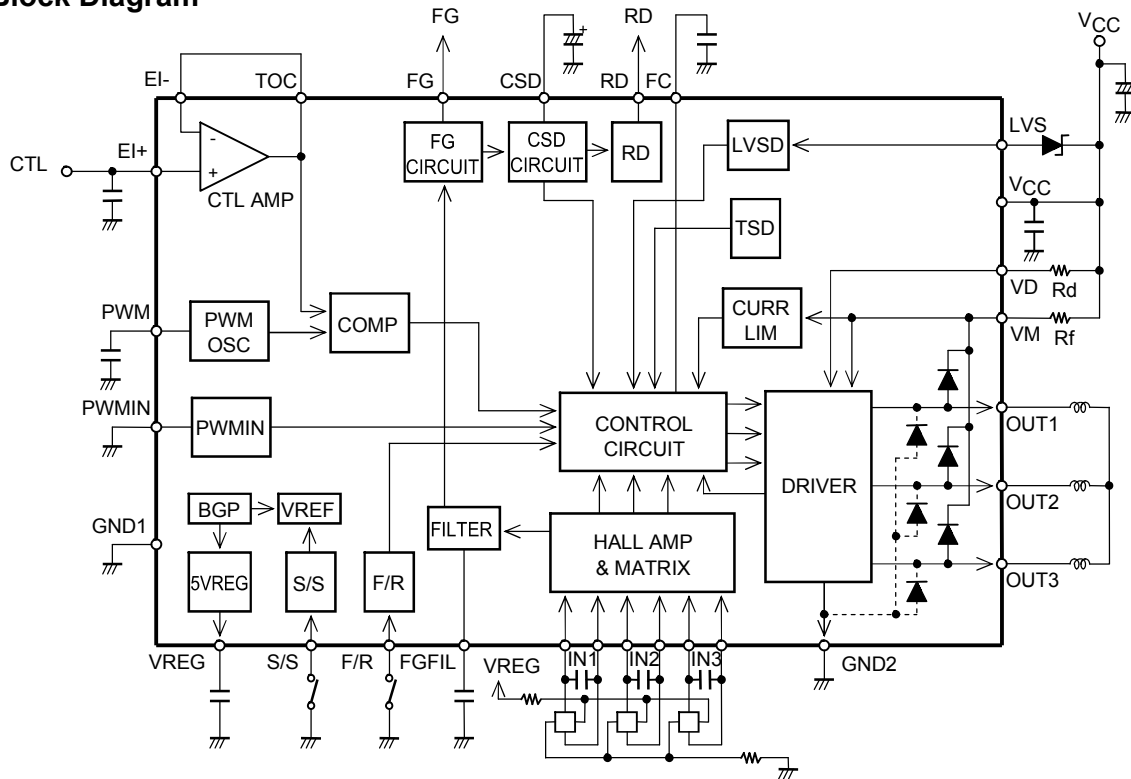 Block Diagram
FG
RD
VCC
EI-
TOC
FG
CSD
RD
FC
LVS
CTL
EI+
-
+
CTL AMP
FG
CIRCUIT
CSD
CIRCUIT
RD
LVSD
VCC
TSD
+
PWM
PWM
OSC
COMP
CURR
LIM
VD
Rd
VM
Rf
PWMIN
PWMIN
CONTROL
CIRCUIT
DRIVER
OUT1
OUT2
OUT3
GND1
BGP
VREF
FILTER
HALL AMP
& MATRIX
5VREG
S/S
F/R
VREG
S/S
F/R
FGFIL
VREG
IN1
IN2
IN3
GND2